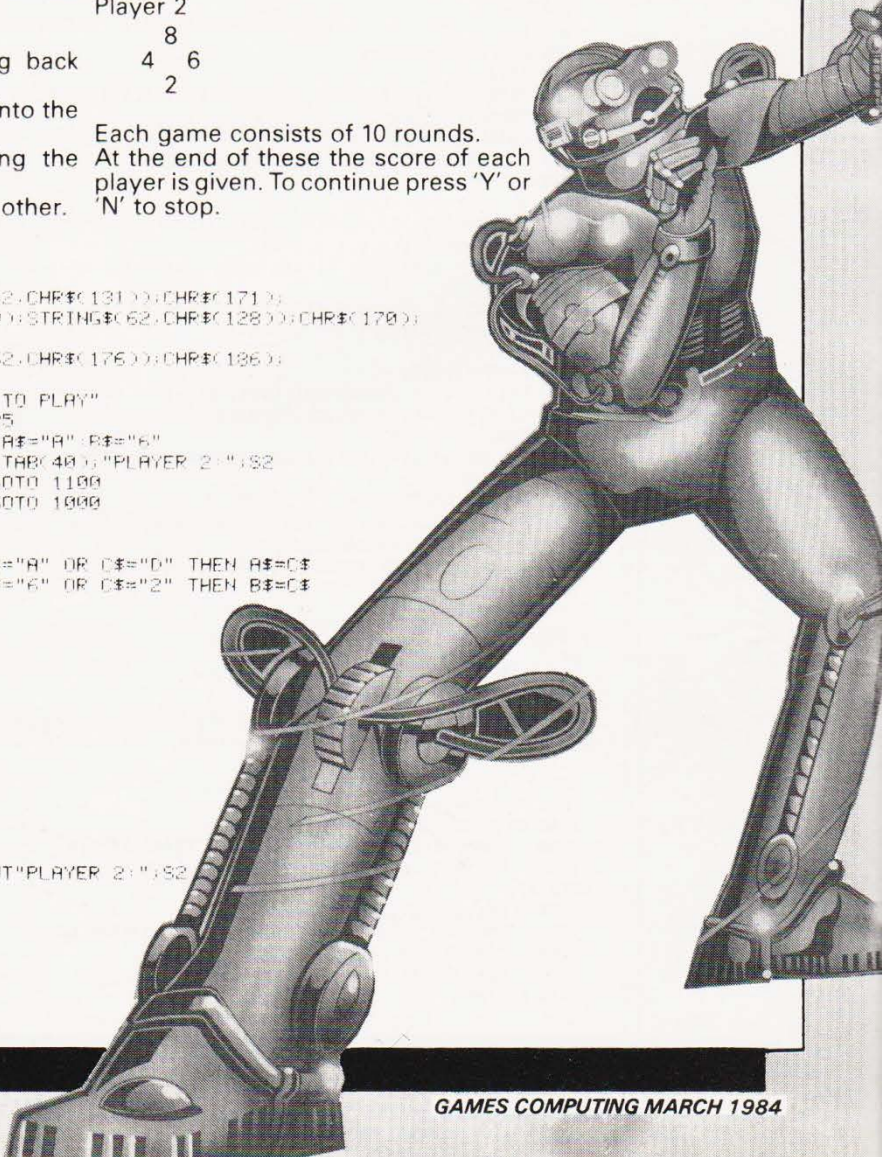 Player 2
8
4 6
2
g back
nto the
ng the
other.
Each game consists of 10 rounds.
At the end of these the score of each
player is given. To continue press 'Y' or
'N' to stop.
2,CHR$(131));CHR$(171);
);STRING$(62,CHR$(128));CHR$(170);
62,CHR$(176));CHR$(186);
TO PLAY"
5
A$="A":B$="6"
TAB(40);"PLAYER 2:";S2
OTO 1100
OTO 1000
="A" OR C$="D" THEN A$=C$
="6" OR C$="2" THEN B$=C$
T"PLAYER 2:";S2
GAMES COMPUTING MARCH 1984